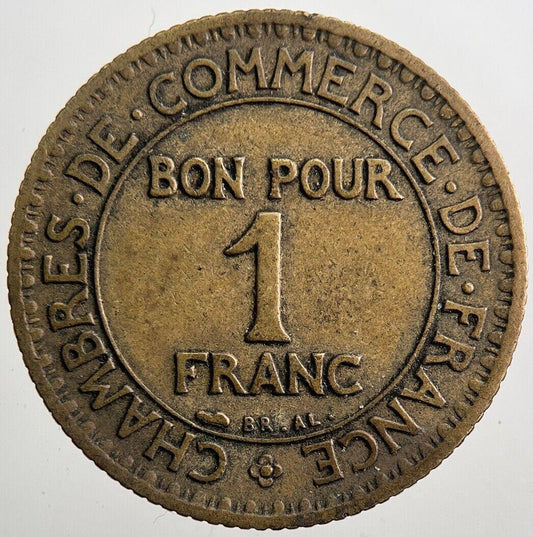 CHAMBRES·DE·COMMERCE·DE·FRANCE
BON POUR
1
FRANC
BR.AL.